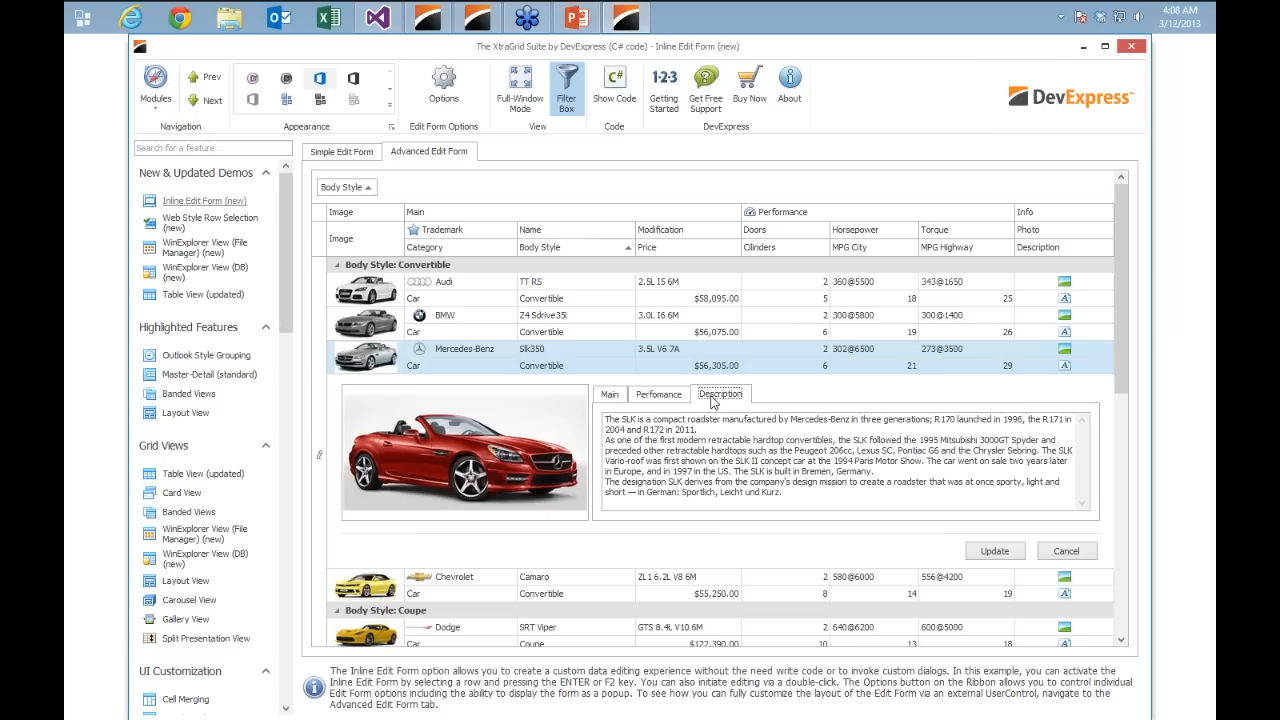 4:08 AM
3/12/2013
The XtraGrid Suite by DevExpress (C# code) - Inline Edit Form (new)
Modules
Prev
Next
Navigation
Appearance
Options
Edit Form Options
Full-Window
Mode
Filter
Box
View
C#
Show Code
Code
1·2·3
Getting
Started
Get Free
Support
Buy Now
About
DevExpress
DevExpress
Search for a feature...
Simple Edit Form
Advanced Edit Form
New & Updated Demos
Inline Edit Form (new)
Web Style Row Selection
(new)
WinExplorer View (File
Manager) (new)
WinExplorer View (DB)
(new)
Table View (updated)
Highlighted Features
Outlook Style Grouping
Master-Detail (standard)
Banded Views
Layout View
Grid Views
Table View (updated)
Card View
Banded Views
WinExplorer View (File
Manager) (new)
WinExplorer View (DB)
(new)
Layout View
Carousel View
Gallery View
Split Presentation View
UI Customization
Cell Merging
Body Style
Image Main Performance Info
Image Trademark Name Modification Doors Horsepower Torque Photo
Category Body Style Price Cylinders MPG City MPG Highway Description
Body Style: Convertible
Audi TT RS 2.5L I5 6M 2 360@5500 343@1650
Car Convertible $58,095.00 5 18 25
BMW Z4 Sdrive35i 3.0L I6 6M 2 300@5800 300@1400
Car Convertible $56,075.00 6 19 26
Mercedes-Benz Slk350 3.5L V6 7A 2 302@6500 273@3500
Car Convertible $56,305.00 6 21 29
Main Perfomance Description
The SLK is a compact roadster manufactured by Mercedes-Benz in three generations; R170 launched in 1996, the R171 in
2004 and R172 in 2011.
As one of the first modern retractable hardtop convertibles, the SLK followed the 1995 Mitsubishi 3000GT Spyder and
preceded other retractable hardtops such as the Peugeot 206cc, Lexus SC, Pontiac G6 and the Chrysler Sebring. The SLK
Vario-roof was first shown on the SLK II concept car at the 1994 Paris Motor Show. The car went on sale two years later
in Europe, and in 1997 in the US. The SLK is built in Bremen, Germany.
The designation SLK derives from the company's design mission to create a roadster that was at once sporty, light and
short — in German: Sportlich, Leicht und Kurz.
Update Cancel
Chevrolet Camaro ZL1 6.2L V8 6M 2 580@6000 556@4200
Car Convertible $55,250.00 8 14 19
Body Style: Coupe
Dodge SRT Viper GTS 8.4L V10 6M 2 640@6200 600@5000
Car Coupe $122,390.00 10 13 18
The Inline Edit Form option allows you to create a custom data editing experience without the need write code or to invoke custom dialogs. In this example, you can activate the
Inline Edit Form by selecting a row and pressing the ENTER or F2 key. You can also initiate editing via a double-click. The Options button on the Ribbon allows you to control individual
Edit Form options including the ability to display the form as a popup. To see how you can fully customize the layout of the Edit Form via an external UserControl, navigate to the
Advanced Edit Form tab.